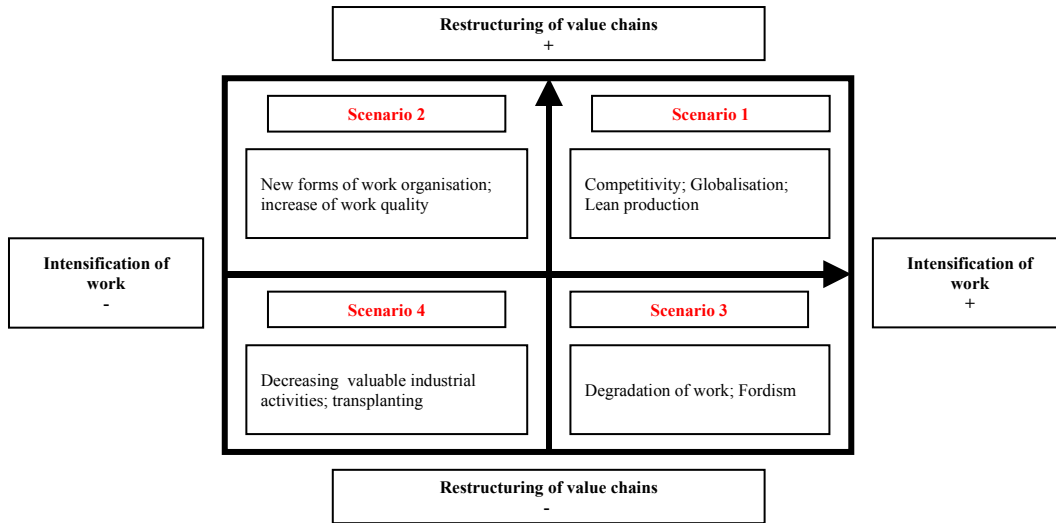 Restructuring of value chains
+
Scenario 2
Scenario 1
New forms of work organisation;
increase of work quality
Competitivity; Globalisation;
Lean production
Intensification of
work
-
Intensification of
work
+
Scenario 4
Scenario 3
Decreasing valuable industrial
activities; transplanting
Degradation of work; Fordism
Restructuring of value chains
-